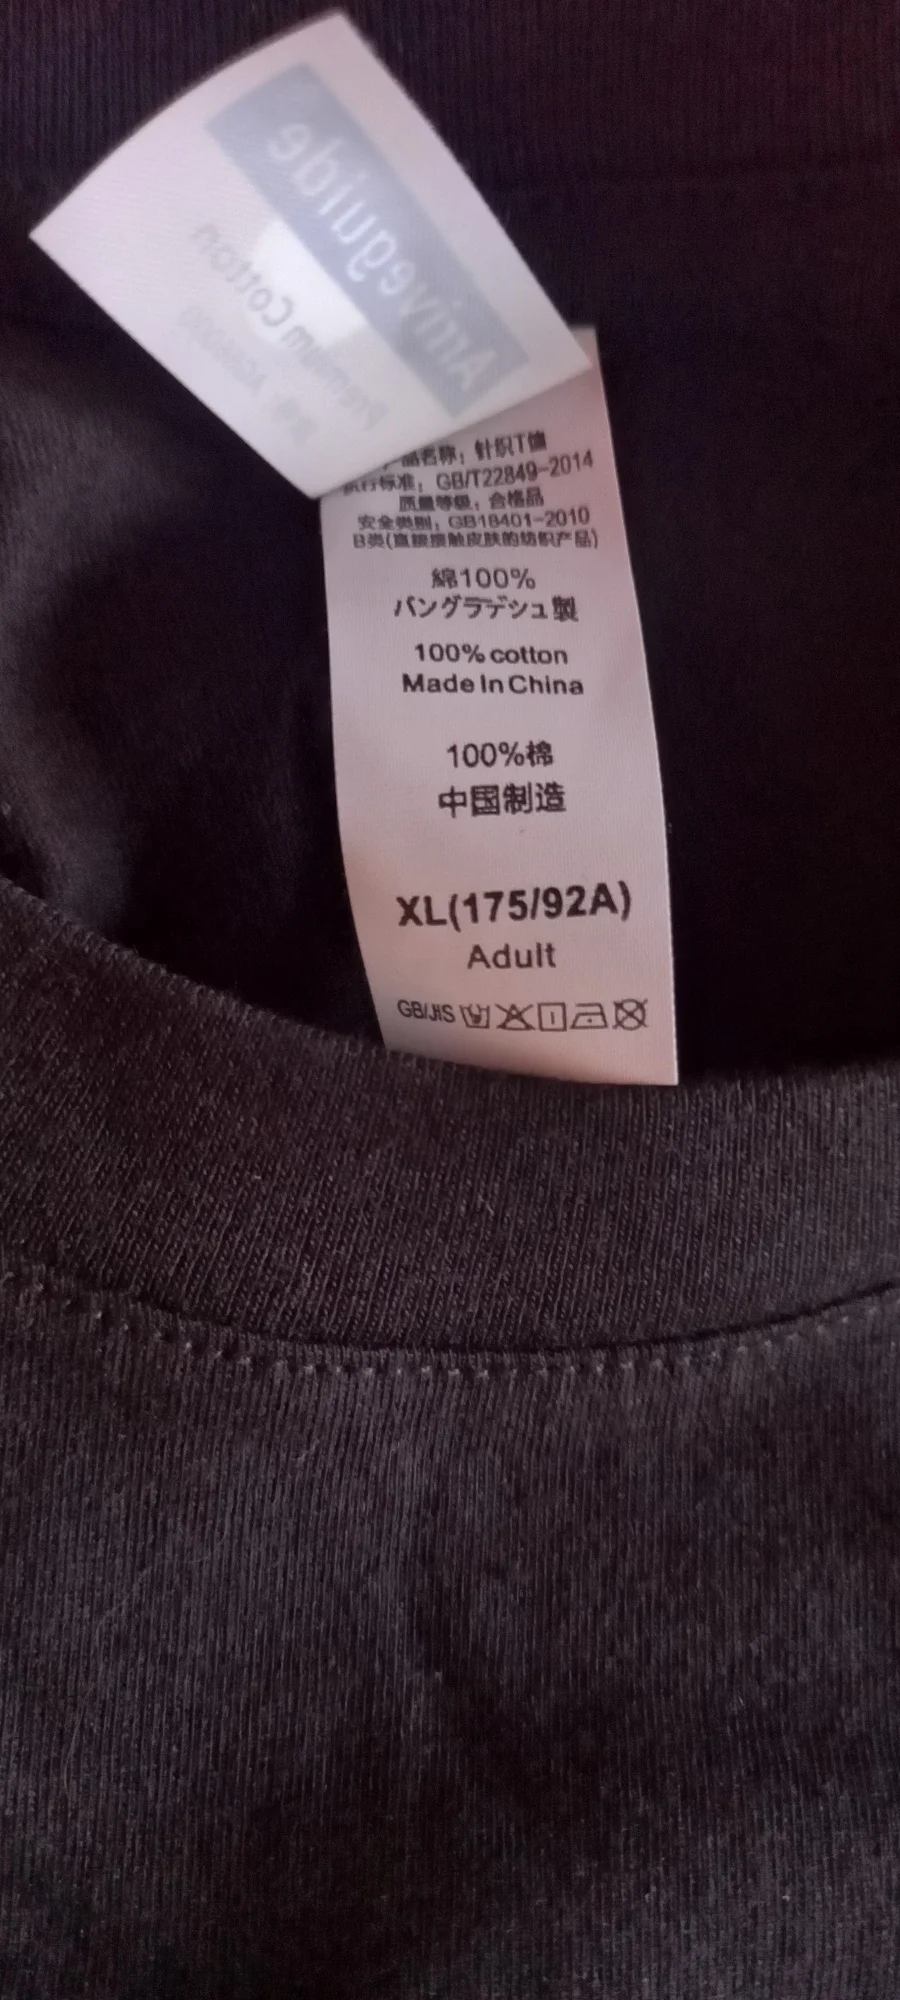 Anveguide
Premium Cotton
品名称：针织T恤
执行标准：GB/T22849-2014
质量等级：合格品
安全类别：GB18401-2010
B类(直接接触皮肤的纺织产品)
綿100%
バングラデシュ製
100% cotton
Made In China
100%棉
中国制造
XL(175/92A)
Adult
GB/JIS